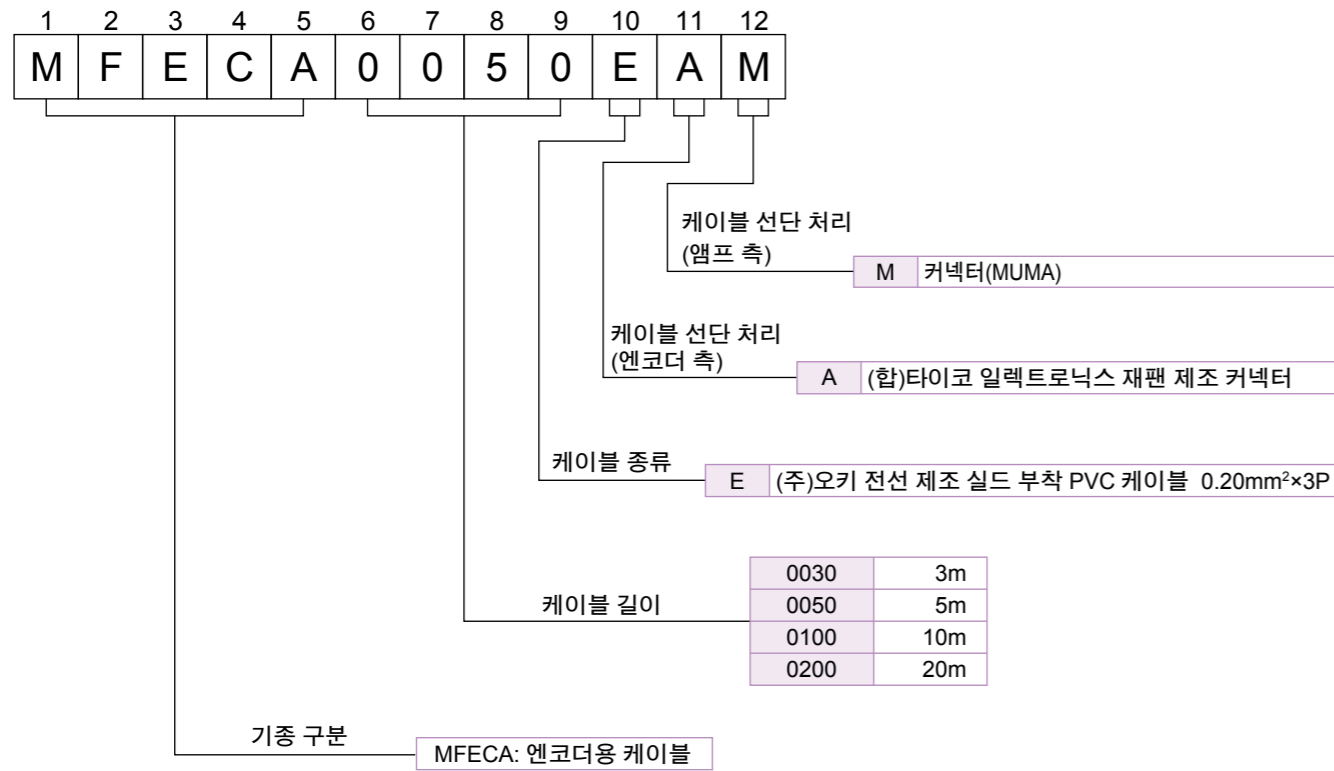 1 2 3 4 5 6 7 8 9 10 11 12
M F E C A 0 0 5 0 E A M
케이블 선단 처리
(앰프 측)
M 커넥터(MUMA)
케이블 선단 처리
(엔코더 측)
A (합)타이코 일렉트로닉스 재팬 제조 커넥터
케이블 종류
E (주)오키 전선 제조 실드 부착 PVC 케이블 0.20mm²×3P
0030 3m
케이블 길이 0050 5m
0100 10m
0200 20m
기종 구분
MFECA: 엔코더용 케이블